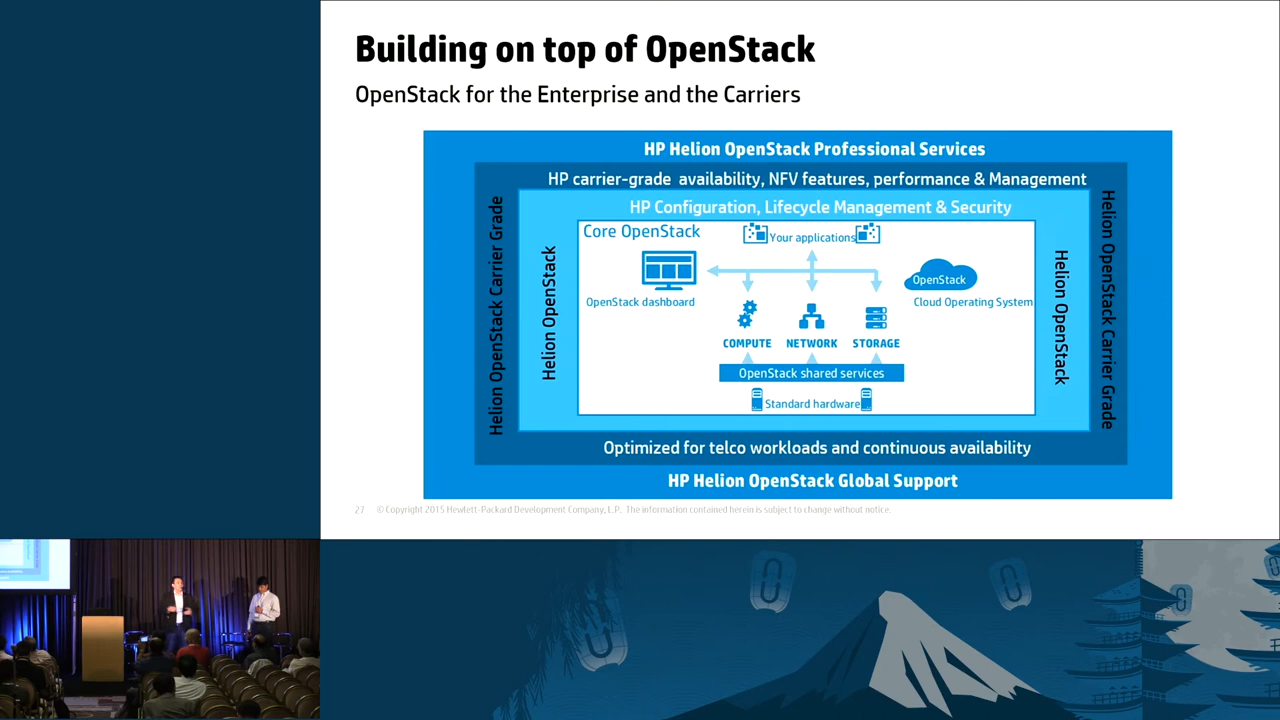 Building on top of OpenStack
OpenStack for the Enterprise and the Carriers
HP Helion OpenStack Professional Services
HP carrier-grade availability, NFV features, performance & Management
HP Configuration, Lifecycle Management & Security
Helion OpenStack Carrier Grade
Helion OpenStack
Core OpenStack
Your applications
OpenStack dashboard
OpenStack
Cloud Operating System
COMPUTE
NETWORK
STORAGE
OpenStack shared services
Standard hardware
Helion OpenStack
Helion OpenStack Carrier Grade
Optimized for telco workloads and continuous availability
HP Helion OpenStack Global Support
27 © Copyright 2015 Hewlett-Packard Development Company, L.P. The information contained herein is subject to change without notice.